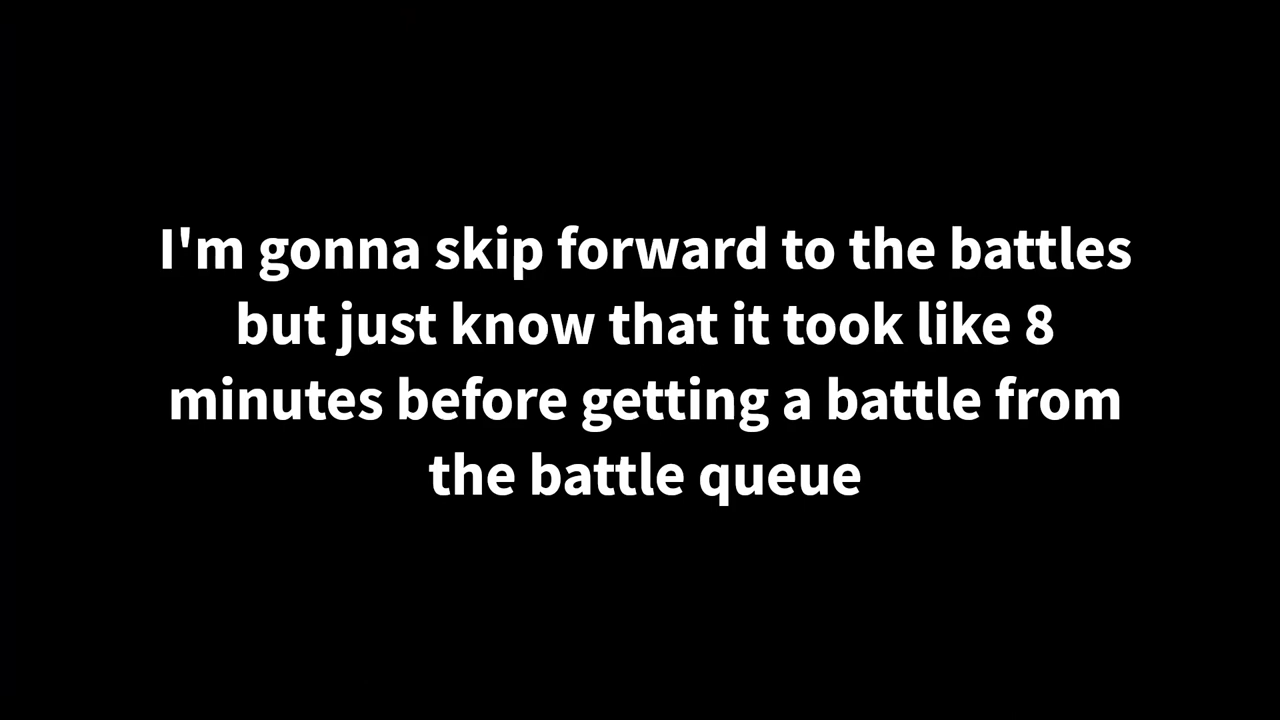 I'm gonna skip forward to the battles
but just know that it took like 8
minutes before getting a battle from
the battle queue